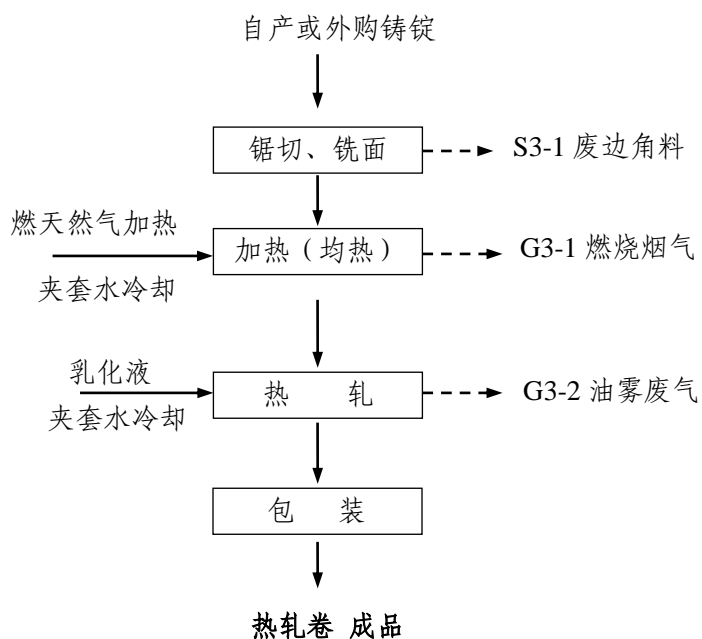 自产或外购铸锭
锯切、铣面
S3-1 废边角料
燃天然气加热
夹套水冷却
加热（均热）
G3-1 燃烧烟气
乳化液
夹套水冷却
热 轧
G3-2 油雾废气
包 装
热轧卷 成品